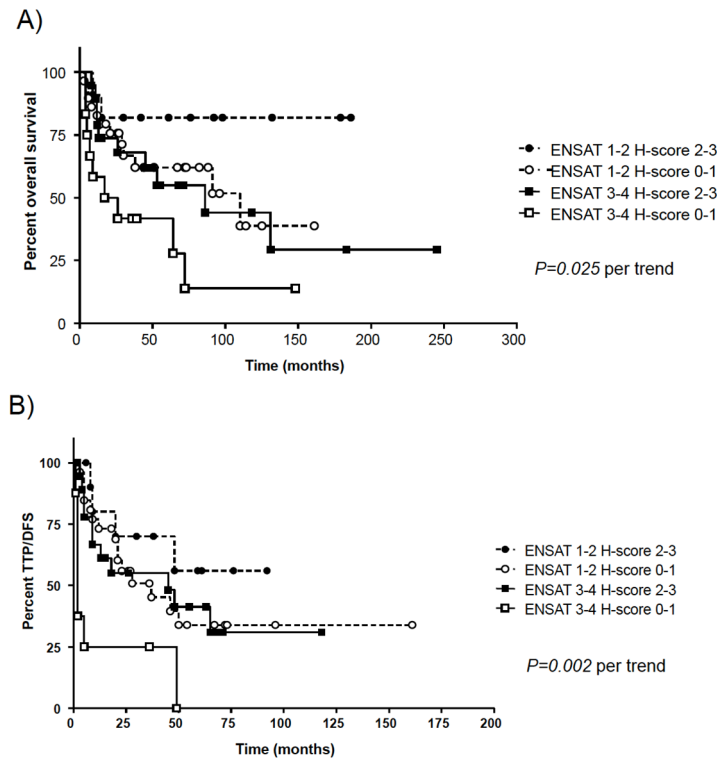 A)
Percent overall survival
100
75
50
25
0
0 50 100 150 200 250 300
Time (months)
ENSAT 1-2 H-score 2-3
ENSAT 1-2 H-score 0-1
ENSAT 3-4 H-score 2-3
ENSAT 3-4 H-score 0-1
P=0.025 per trend
B)
Percent TTP/DFS
100
75
50
25
0
0 25 50 75 100 125 150 175 200
Time (months)
ENSAT 1-2 H-score 2-3
ENSAT 1-2 H-score 0-1
ENSAT 3-4 H-score 2-3
ENSAT 3-4 H-score 0-1
P=0.002 per trend